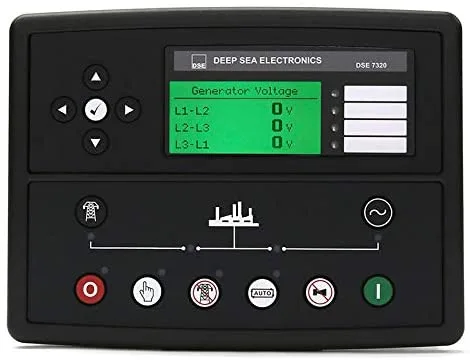 DSE
DEEP SEA ELECTRONICS
DSE 7320
Generator Voltage
L1-L2 0 V
L2-L3 0 V
L3-L1 0 V
O
AUTO
I